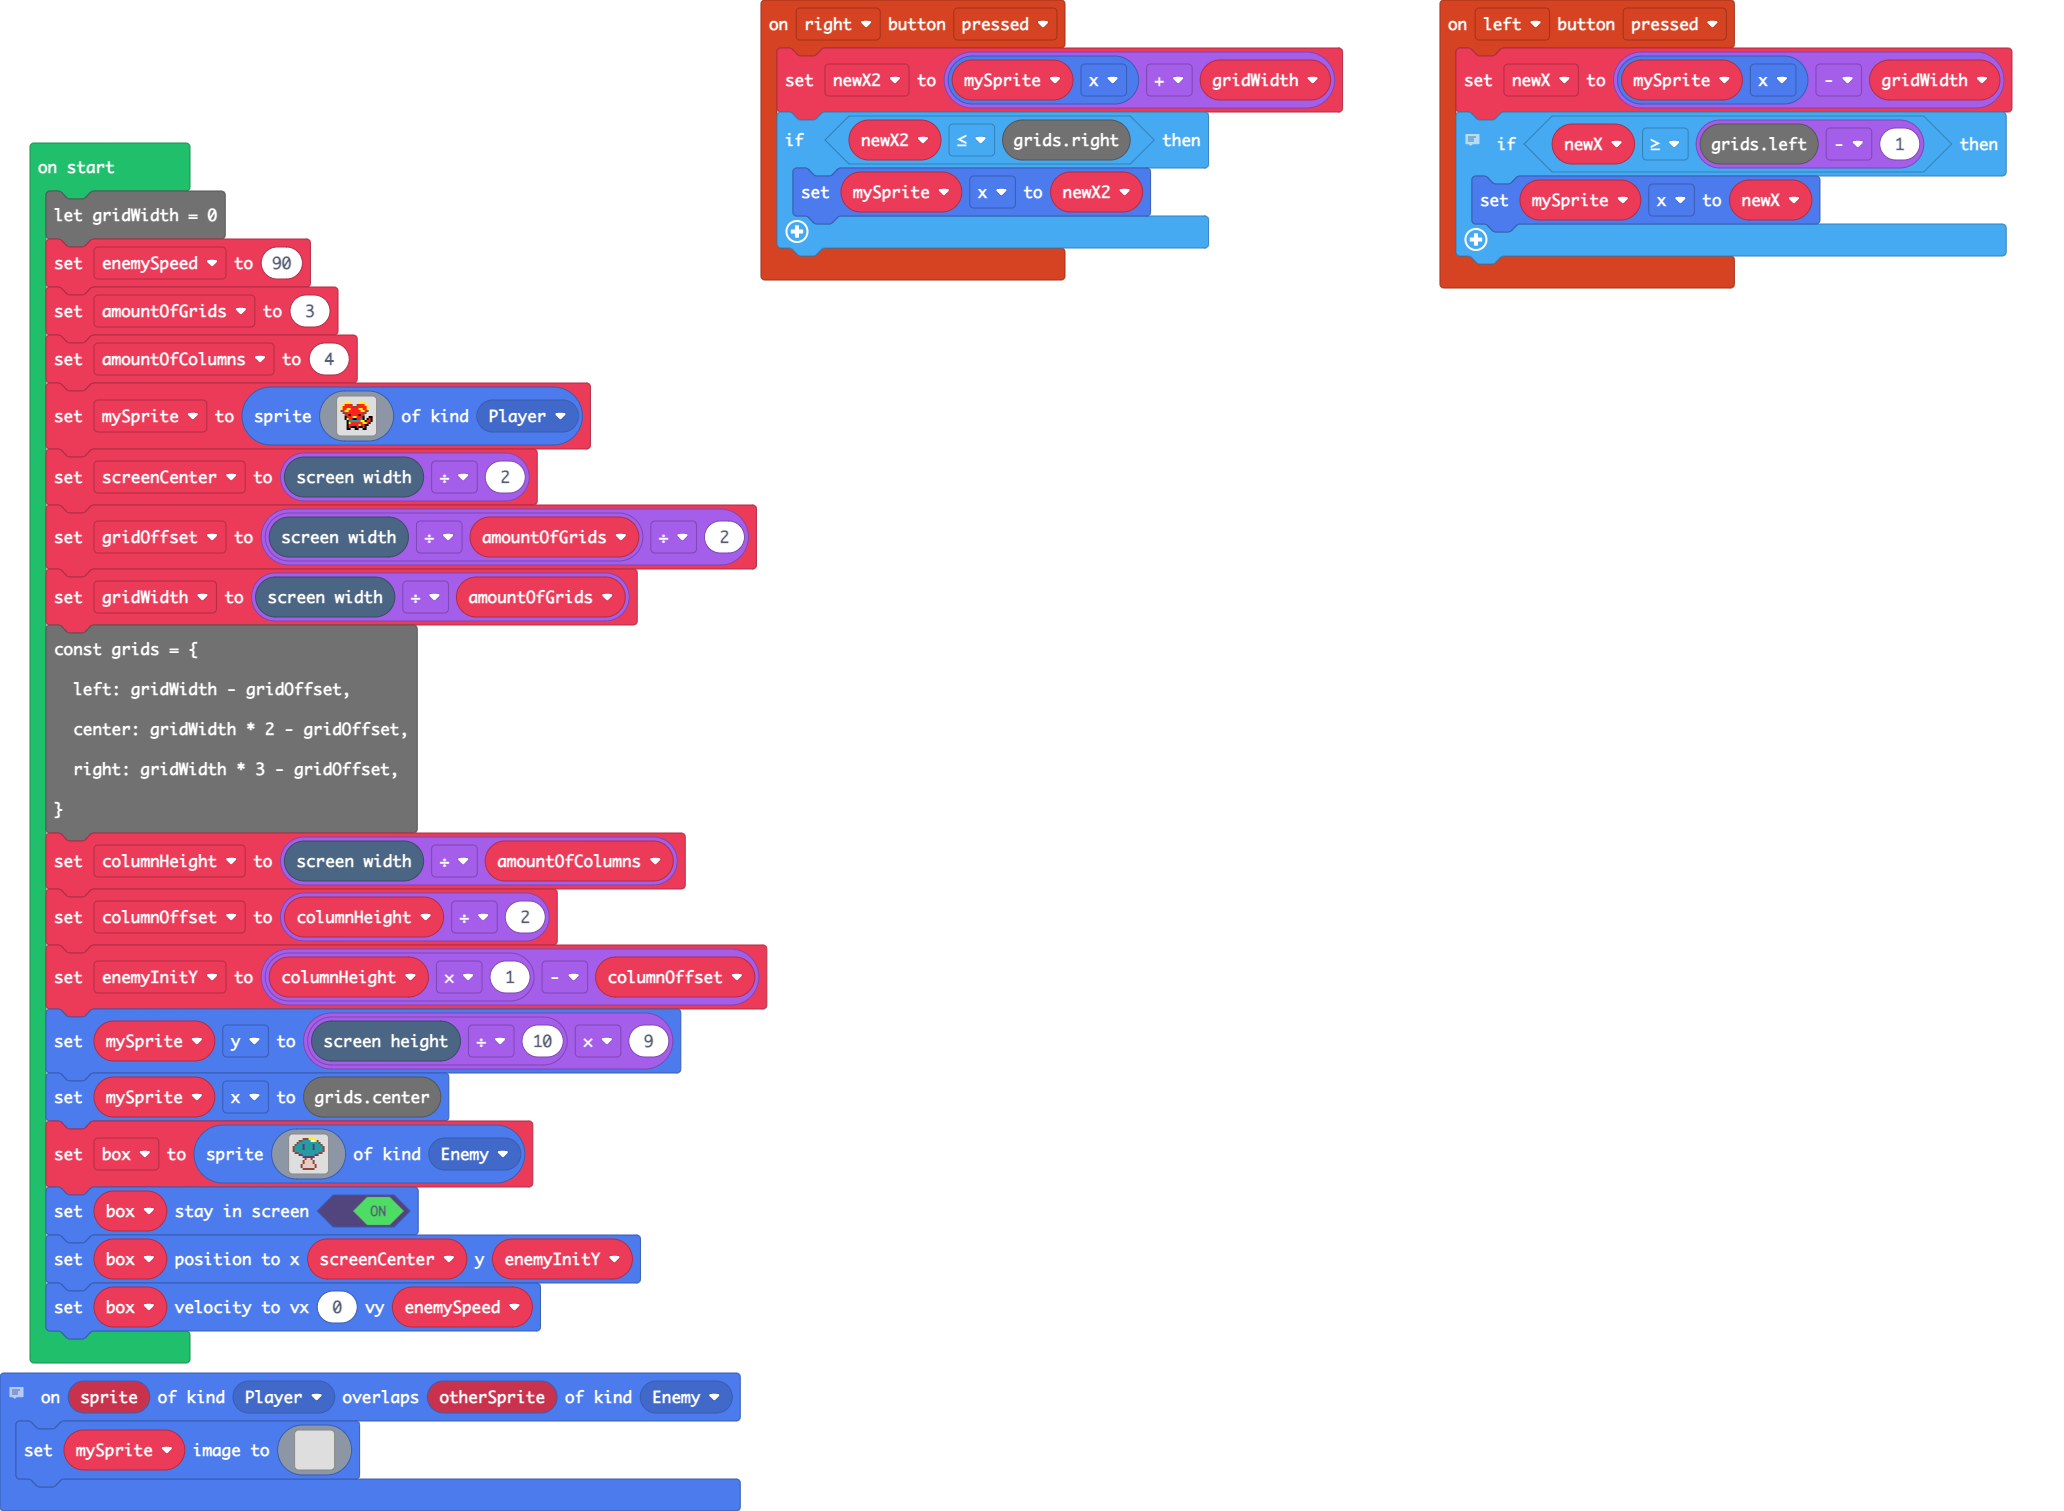 on start
let gridWidth = 0
set enemySpeed to 90
set amountOfGrids to 3
set amountOfColumns to 4
set mySprite to sprite of kind Player
set screenCenter to screen width ÷ 2
set gridOffset to screen width ÷ amountOfGrids ÷ 2
set gridWidth to screen width ÷ amountOfGrids
const grids = {
left: gridWidth - gridOffset,
center: gridWidth * 2 - gridOffset,
right: gridWidth * 3 - gridOffset,
}
set columnHeight to screen width ÷ amountOfColumns
set columnOffset to columnHeight ÷ 2
set enemyInitY to columnHeight × 1 - columnOffset
set mySprite y to screen height ÷ 10 × 9
set mySprite x to grids.center
set box to sprite of kind Enemy
set box stay in screen ON
set box position to x screenCenter y enemyInitY
set box velocity to vx 0 vy enemySpeed
on sprite of kind Player overlaps otherSprite of kind Enemy
set mySprite image to
on right button pressed
set newX2 to mySprite x + gridWidth
if newX2 ≤ grids.right then
set mySprite x to newX2
on left button pressed
set newX to mySprite x - gridWidth
if newX ≥ grids.left - 1 then
set mySprite x to newX